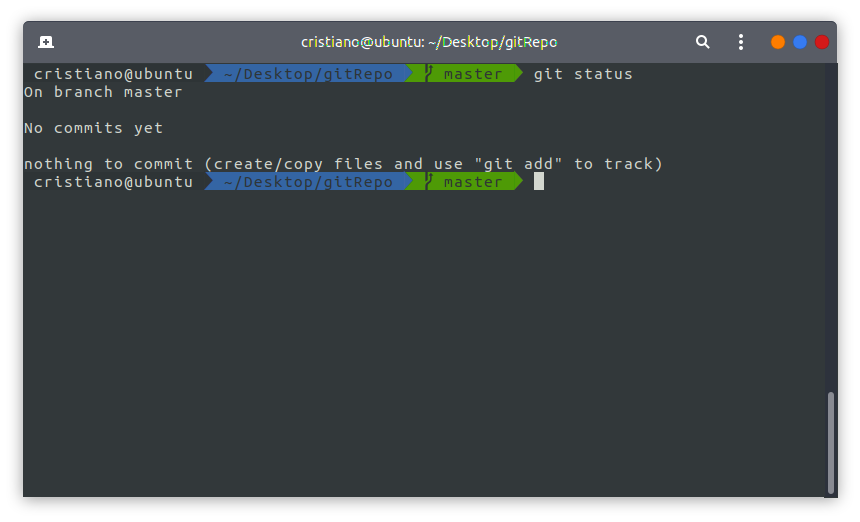 cristiano@ubuntu: ~/Desktop/gitRepo
cristiano@ubuntu ~/Desktop/gitRepo master git status
On branch master
No commits yet
nothing to commit (create/copy files and use "git add" to track)
cristiano@ubuntu ~/Desktop/gitRepo master